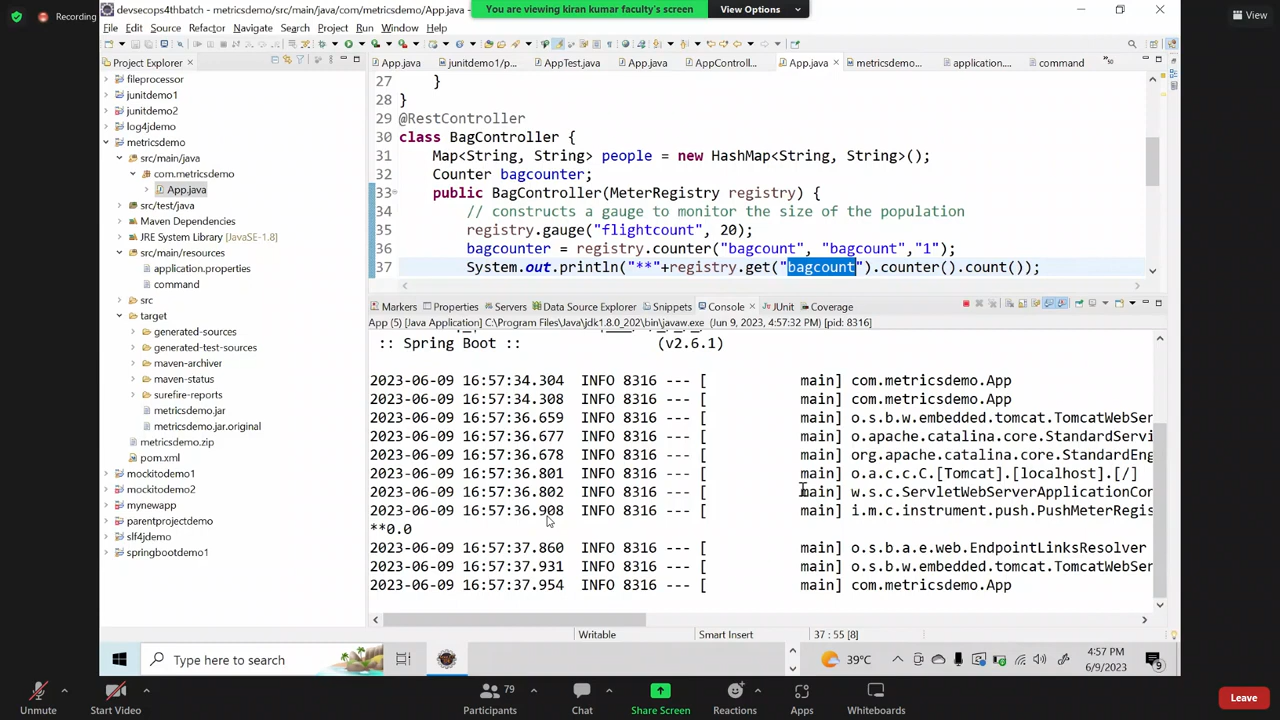 Recording
devsecops4thbatch - metricsdemo/src/main/java/com/metricsdemo/App.java
You are viewing kiran kumar faculty's screen
View Options
View
File Edit Source Refactor Navigate Search Project Run Window Help
Project Explorer
App.java junitdemo1/p... AppTest.java App.java AppControll... App.java metricsdemo... application.... command
fileprocessor
junitdemo1
junitdemo2
log4jdemo
metricsdemo
src/main/java
com.metricsdemo
App.java
src/test/java
Maven Dependencies
JRE System Library [JavaSE-1.8]
src/main/resources
application.properties
command
src
target
generated-sources
generated-test-sources
maven-archiver
maven-status
surefire-reports
metricsdemo.jar
metricsdemo.jar.original
metricsdemo.zip
pom.xml
mockitodemo1
mockitodemo2
mynewapp
parentprojectdemo
slf4jdemo
springbootdemo1
27 }
28 }
29 @RestController
30 class BagController {
31 Map<String, String> people = new HashMap<String, String>();
32 Counter bagcounter;
33 public BagController(MeterRegistry registry) {
34 // constructs a gauge to monitor the size of the population
35 registry.gauge("flightcount", 20);
36 bagcounter = registry.counter("bagcount", "bagcount","1");
37 System.out.println("**"+registry.get("bagcount").counter().count());
Markers Properties Servers Data Source Explorer Snippets Console JUnit Coverage
App (5) [Java Application] C:\Program Files\Java\jdk1.8.0_202\bin\javaw.exe (Jun 9, 2023, 4:57:32 PM) [pid: 8316]
:: Spring Boot :: (v2.6.1)
2023-06-09 16:57:34.304 INFO 8316 --- [ main] com.metricsdemo.App
2023-06-09 16:57:34.308 INFO 8316 --- [ main] com.metricsdemo.App
2023-06-09 16:57:36.659 INFO 8316 --- [ main] o.s.b.w.embedded.tomcat.TomcatWebSer
2023-06-09 16:57:36.677 INFO 8316 --- [ main] o.apache.catalina.core.StandardServi
2023-06-09 16:57:36.678 INFO 8316 --- [ main] org.apache.catalina.core.StandardEng
2023-06-09 16:57:36.801 INFO 8316 --- [ main] o.a.c.c.C.[Tomcat].[localhost].[/]
2023-06-09 16:57:36.802 INFO 8316 --- [ main] w.s.c.ServletWebServerApplicationCon
2023-06-09 16:57:36.908 INFO 8316 --- [ main] i.m.c.instrument.push.PushMeterRegis
**0.0
2023-06-09 16:57:37.860 INFO 8316 --- [ main] o.s.b.a.e.web.EndpointLinksResolver
2023-06-09 16:57:37.931 INFO 8316 --- [ main] o.s.b.w.embedded.tomcat.TomcatWebSer
2023-06-09 16:57:37.954 INFO 8316 --- [ main] com.metricsdemo.App
Writable Smart Insert 37 : 55 [8]
Type here to search
39°C
4:57 PM
6/9/2023
9
79
Unmute Start Video Participants Chat Share Screen Reactions Apps Whiteboards Leave